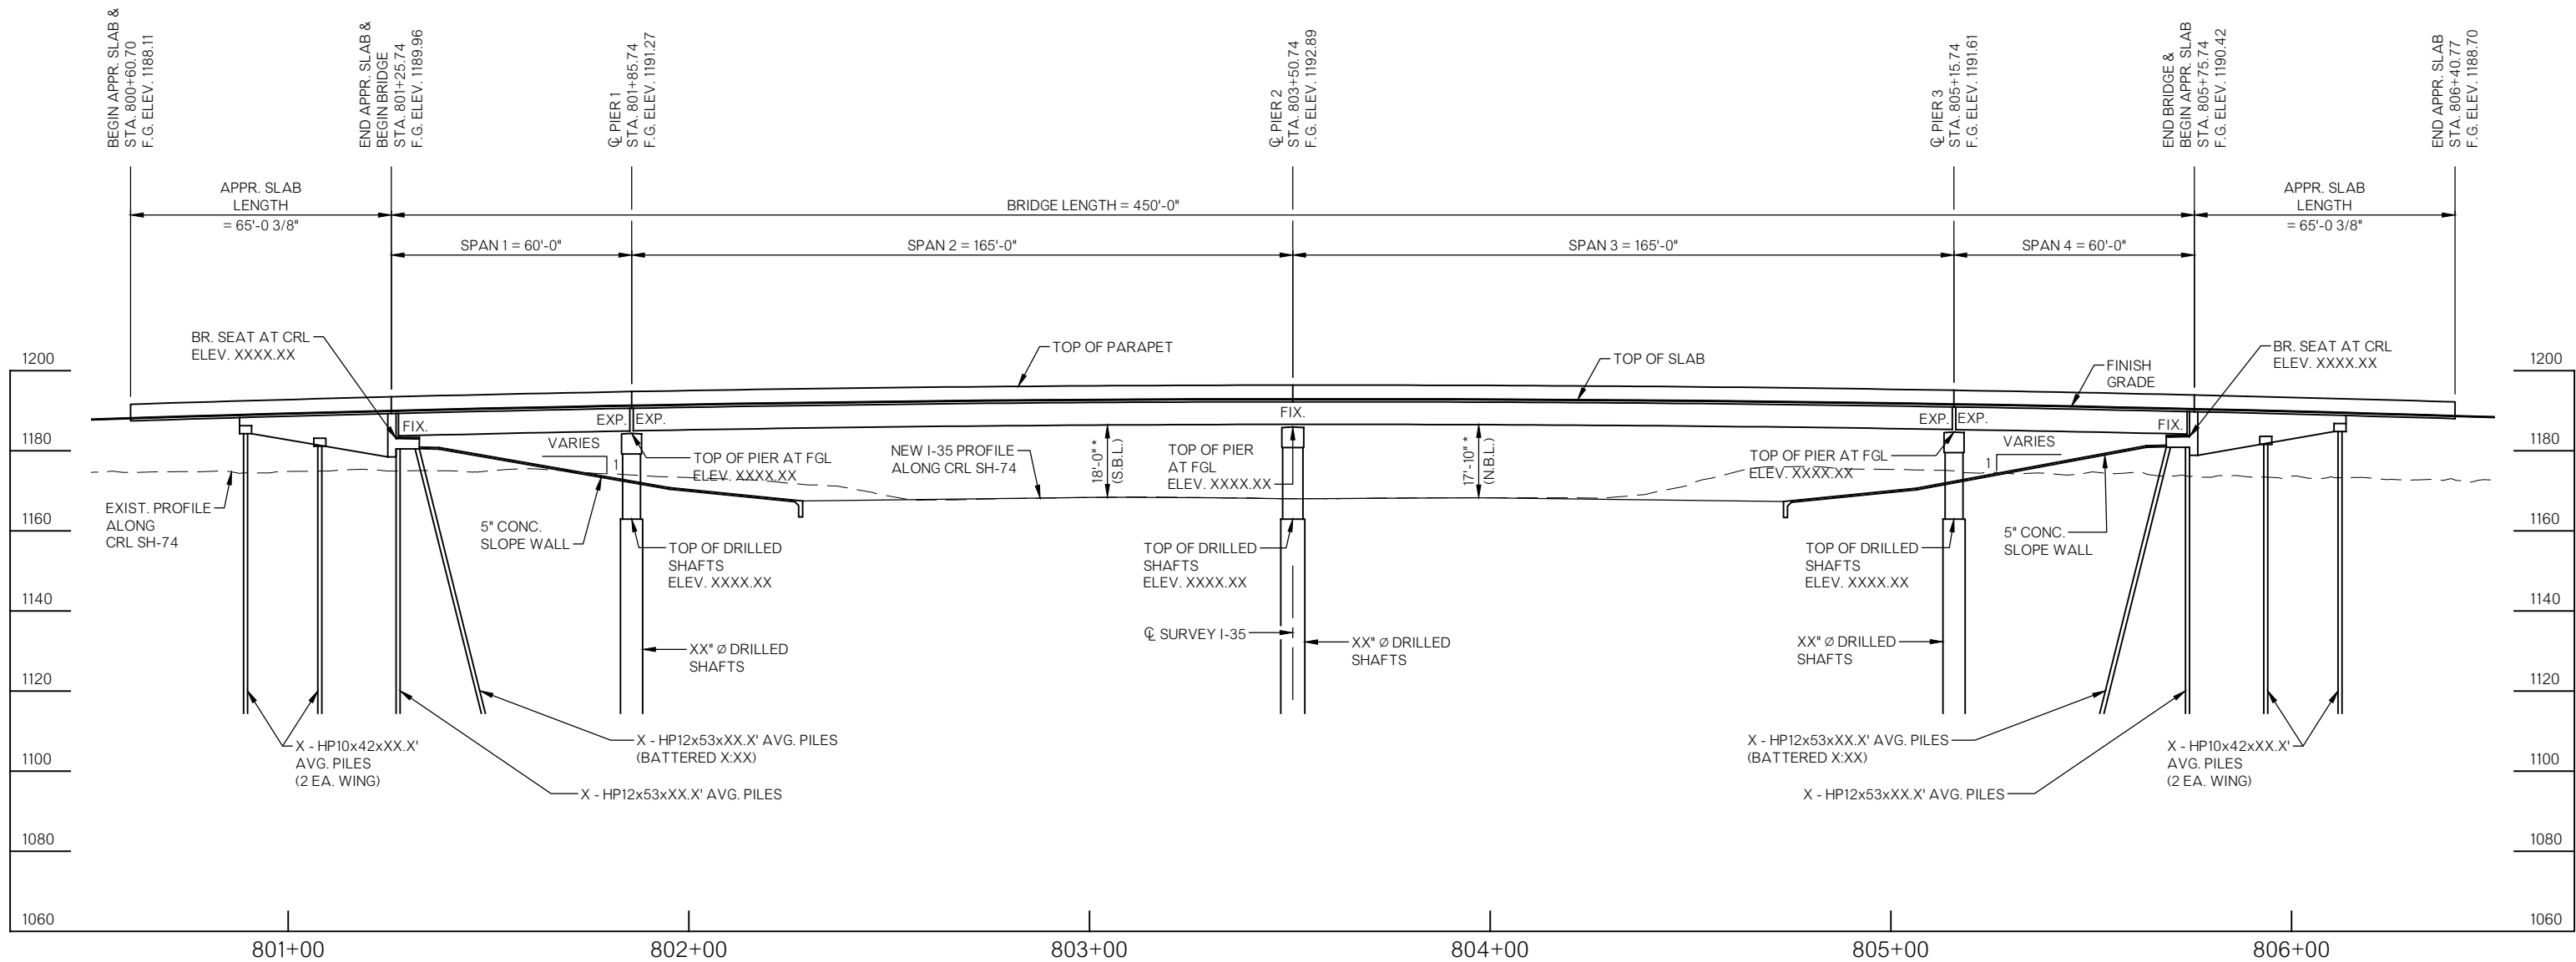 BEGIN APPR. SLAB &
STA. 800+60.70
F.G. ELEV. 1188.11
END APPR. SLAB &
BEGIN BRIDGE
STA. 801+25.74
F.G. ELEV. 1189.96
℄ PIER 1
STA. 801+85.74
F.G. ELEV. 1191.27
℄ PIER 2
STA. 803+50.74
F.G. ELEV. 1192.89
℄ PIER 3
STA. 805+15.74
F.G. ELEV. 1191.61
END BRIDGE &
BEGIN APPR. SLAB
STA. 805+75.74
F.G. ELEV. 1190.42
END APPR. SLAB
STA. 806+40.77
F.G. ELEV. 1188.70
APPR. SLAB
LENGTH
= 65'-0 3/8"
BRIDGE LENGTH = 450'-0"
APPR. SLAB
LENGTH
= 65'-0 3/8"
SPAN 1 = 60'-0"
SPAN 2 = 165'-0"
SPAN 3 = 165'-0"
SPAN 4 = 60'-0"
BR. SEAT AT CRL
ELEV. XXXX.XX
TOP OF PARAPET
TOP OF SLAB
FINISH
GRADE
BR. SEAT AT CRL
ELEV. XXXX.XX
1200
1180
1160
1140
1120
1100
1080
1060
1200
1180
1160
1140
1120
1100
1080
1060
FIX.
EXP.
EXP.
FIX.
EXP.
EXP.
FIX.
VARIES
1
TOP OF PIER AT FGL
ELEV. XXXX.XX
NEW I-35 PROFILE
ALONG CRL SH-74
18'-0" *
(S.B.L.)
TOP OF PIER
AT FGL
ELEV. XXXX.XX
17'-10" *
(N.B.L.)
TOP OF PIER AT FGL
ELEV. XXXX.XX
VARIES
1
EXIST. PROFILE
ALONG
CRL SH-74
5" CONC.
SLOPE WALL
TOP OF DRILLED
SHAFTS
ELEV. XXXX.XX
TOP OF DRILLED
SHAFTS
ELEV. XXXX.XX
TOP OF DRILLED
SHAFTS
ELEV. XXXX.XX
5" CONC.
SLOPE WALL
XX" Ø DRILLED
SHAFTS
℄ SURVEY I-35
XX" Ø DRILLED
SHAFTS
XX" Ø DRILLED
SHAFTS
X - HP10x42xXX.X'
AVG. PILES
(2 EA. WING)
X - HP12x53xXX.X' AVG. PILES
(BATTERED X:XX)
X - HP12x53xXX.X' AVG. PILES
X - HP12x53xXX.X' AVG. PILES
(BATTERED X:XX)
X - HP12x53xXX.X' AVG. PILES
X - HP10x42xXX.X'
AVG. PILES
(2 EA. WING)
801+00
802+00
803+00
804+00
805+00
806+00